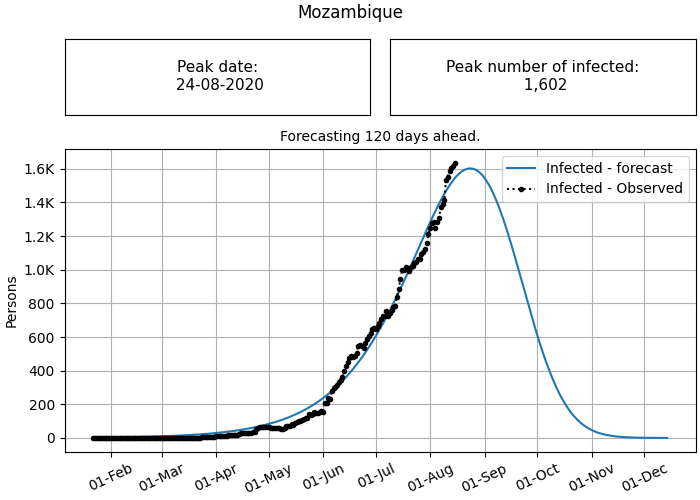 Mozambique
Peak date:
24-08-2020
Peak number of infected:
1,602
Forecasting 120 days ahead.
Infected - forecast
Infected - Observed
Persons
1.6K
1.4K
1.2K
1.0K
800
600
400
200
0
01-Feb
01-Mar
01-Apr
01-May
01-Jun
01-Jul
01-Aug
01-Sep
01-Oct
01-Nov
01-Dec